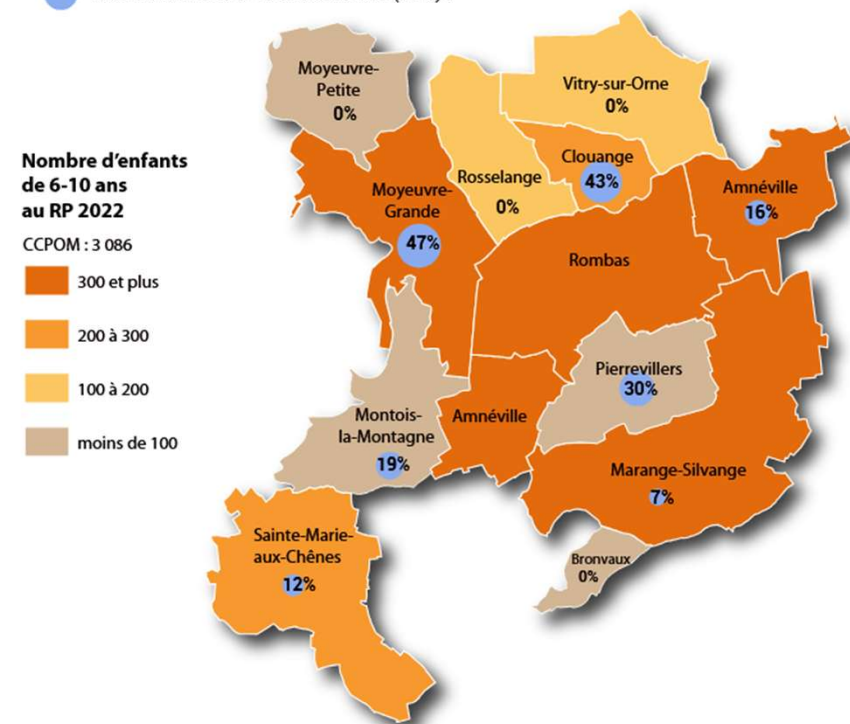 Moyeuvre-
Petite
0%
Vitry-sur-Orne
0%
Nombre d’enfants
de 6-10 ans
au RP 2022
CCPOM : 3 086
300 et plus
200 à 300
100 à 200
moins de 100
Clouange
43%
Rosselange
0%
Moyeuvre-
Grande
47%
Amnéville
16%
Rombas
Pierrevillers
30%
Montois-
la-Montagne
19%
Amnéville
Marange-Silvange
7%
Sainte-Marie-
aux-Chênes
12%
Bronvaux
0%